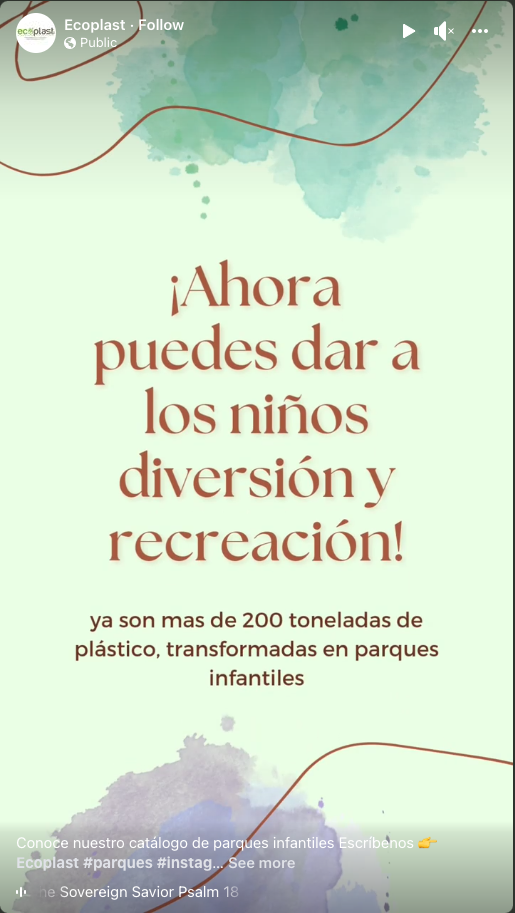 ecoplast
Ecoplast · Follow
Public
¡Ahora
puedes dar a
los niños
diversión y
recreación!
ya son mas de 200 toneladas de
plástico, transformadas en parques
infantiles
Conoce nuestro catálogo de parques infantiles Escríbenos 👉
Ecoplast #parques #instag... See more
ne Sovereign Savior Psalm 18